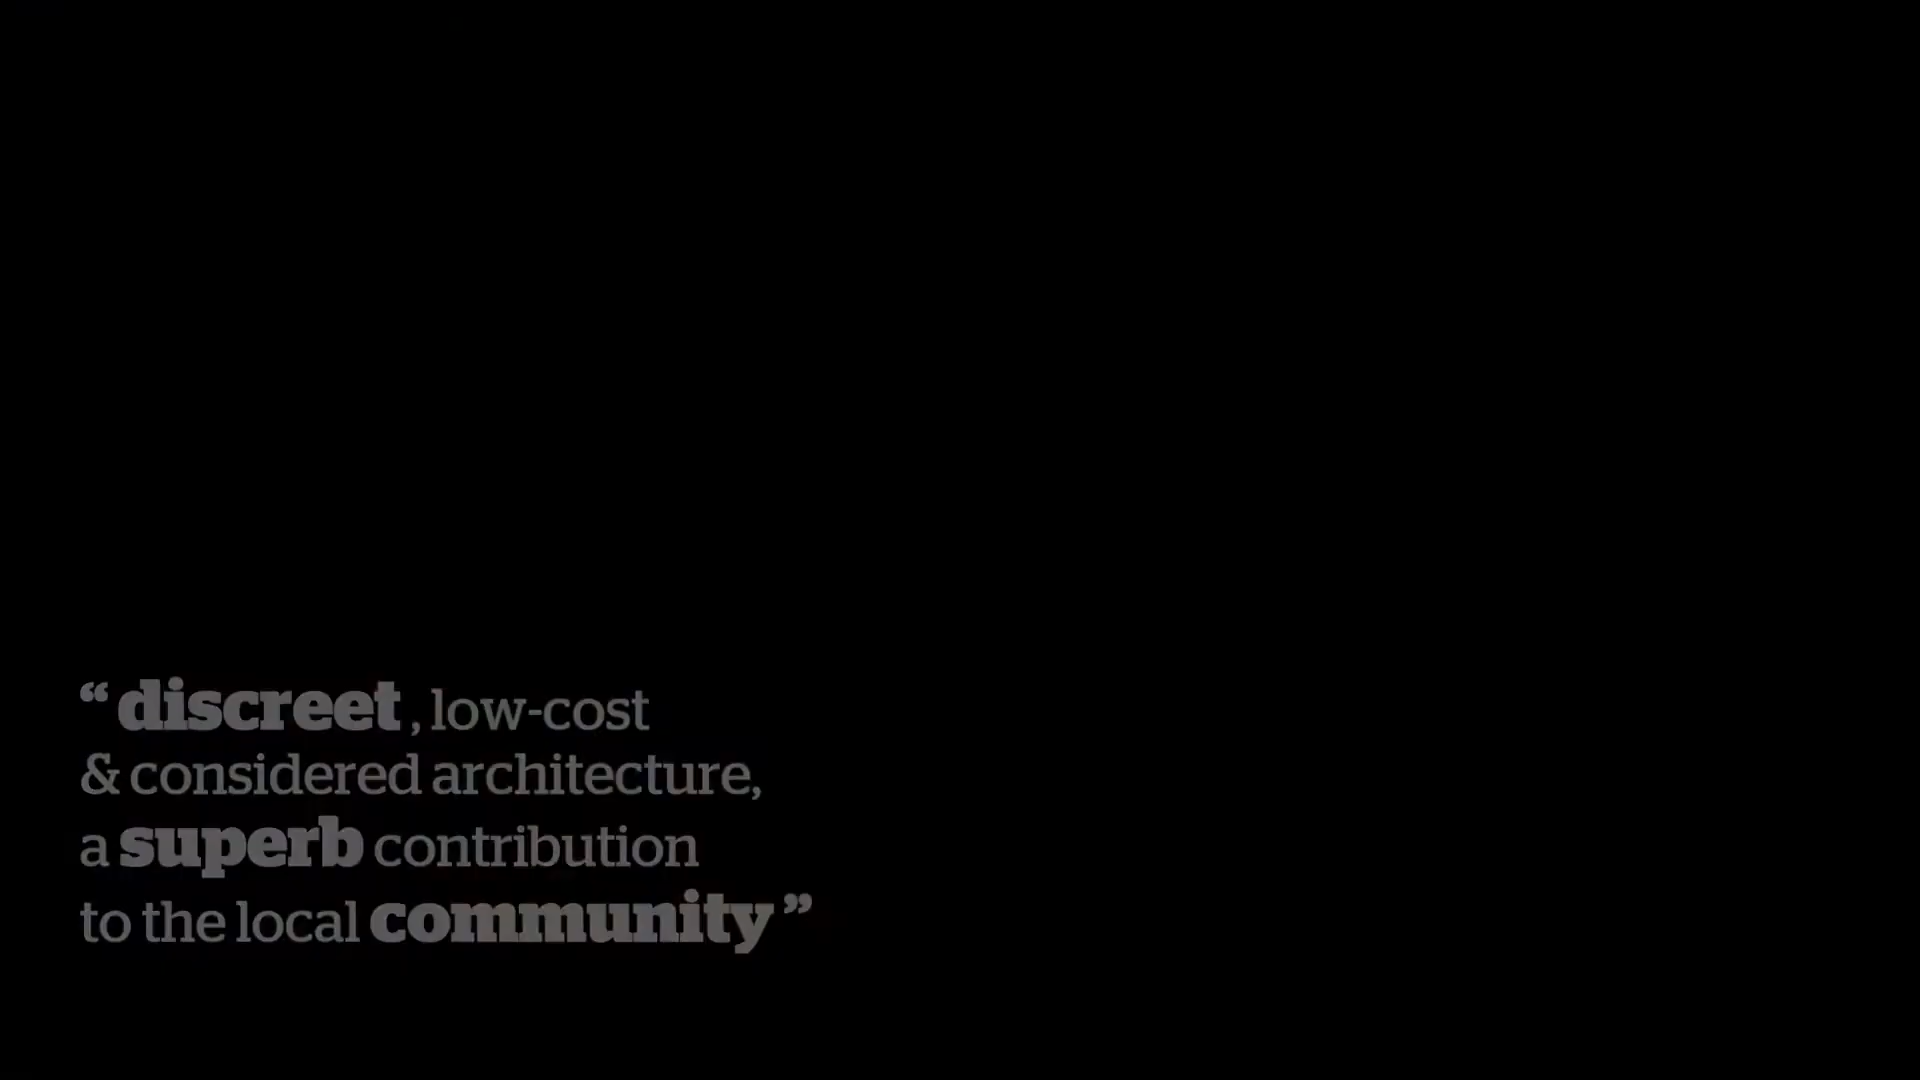 “discreet, low-cost
& considered architecture,
a superb contribution
to the local community”